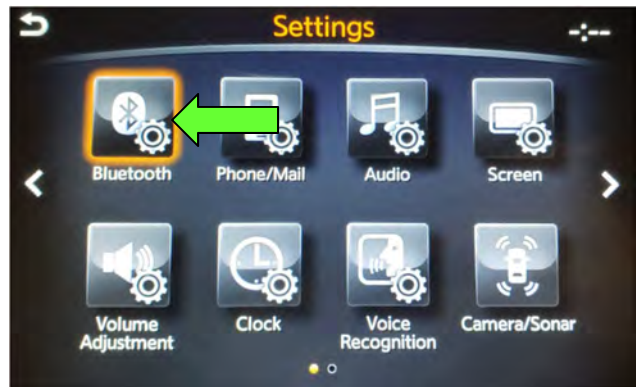 Settings
-:--
Bluetooth
Phone/Mail
Audio
Screen
Volume
Adjustment
Clock
Voice
Recognition
Camera/Sonar